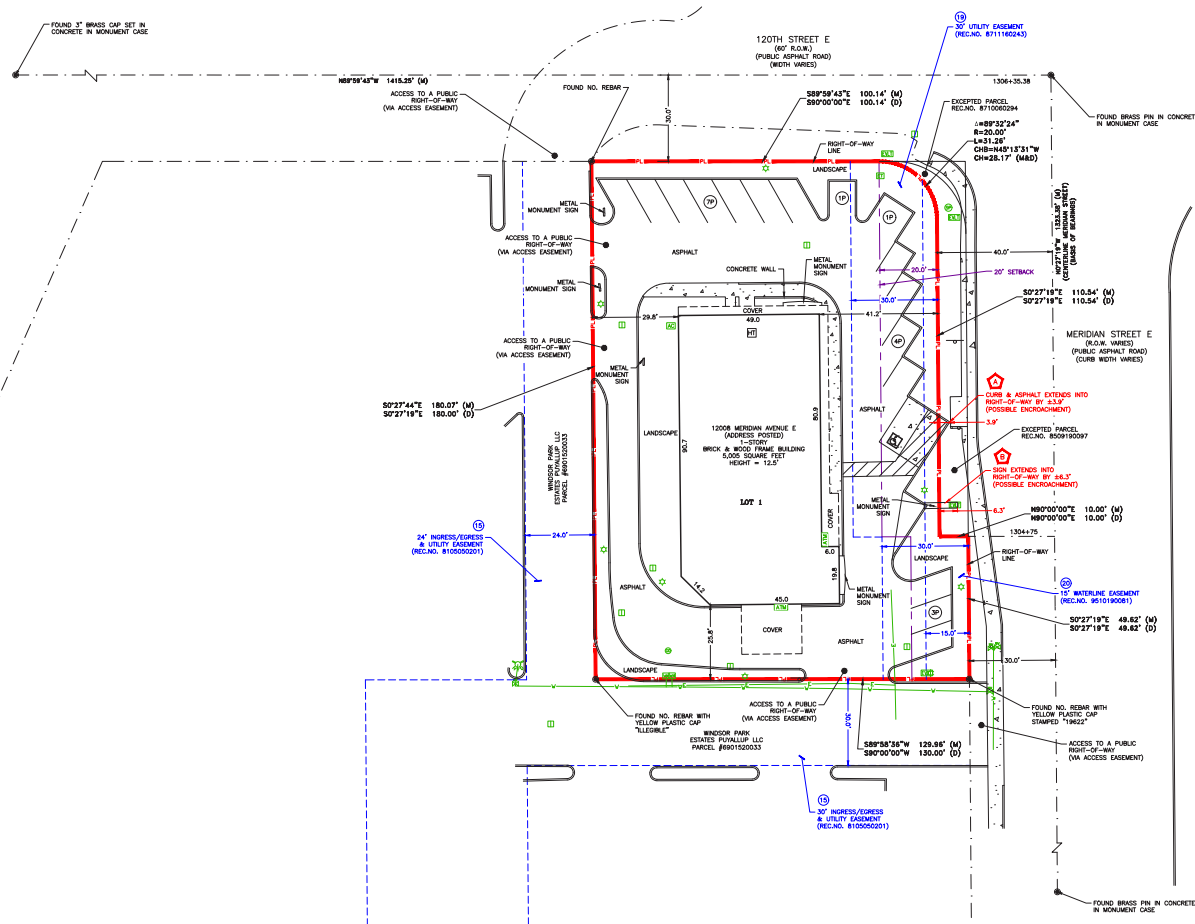 FOUND 3" BRASS CAP SET IN
CONCRETE IN MONUMENT CASE
120TH STREET E
(60' R.O.W.)
(PUBLIC ASPHALT ROAD)
(WIDTH VARIES)
19
30' UTILITY EASEMENT
(REC.NO. 8711160243)
N89°59'43"W 1415.25' (M)
1306+35.38
ACCESS TO A PUBLIC
RIGHT-OF-WAY
(VIA ACCESS EASEMENT)
FOUND NO. REBAR
30.0'
S89°59'43"E 100.14' (M)
S90°00'00"E 100.14' (D)
EXCEPTED PARCEL
REC.NO. 8710060294
FOUND BRASS PIN IN CONCRETE
IN MONUMENT CASE
Δ=89°32'24"
R=20.00'
L=31.26'
CHB=N45°13'31"W
CH=28.17' (M&D)
RIGHT-OF-WAY
LINE
LANDSCAPE
METAL
MONUMENT SIGN
7P
1P
1P
N0°27'19"W 1325.38' (M)
(CENTERLINE MERIDIAN STREET)
(BASIS OF BEARINGS)
ACCESS TO A PUBLIC
RIGHT-OF-WAY
(VIA ACCESS EASEMENT)
ASPHALT
40.0'
METAL
MONUMENT
SIGN
CONCRETE WALL
20.0'
20' SETBACK
METAL
MONUMENT
SIGN
30.0'
S0°27'19"E 110.54' (M)
S0°27'19"E 110.54' (D)
COVER
49.0
29.8'
41.2'
AC
HT
MERIDIAN STREET E
(R.O.W. VARIES)
(PUBLIC ASPHALT ROAD)
(CURB WIDTH VARIES)
ACCESS TO A PUBLIC
RIGHT-OF-WAY
(VIA ACCESS EASEMENT)
4P
METAL
MONUMENT
SIGN
A
CURB & ASPHALT EXTENDS INTO
RIGHT-OF-WAY BY ±3.9'
(POSSIBLE ENCROACHMENT)
S0°27'44"E 180.07' (M)
S0°27'19"E 180.00' (D)
ASPHALT
80.9
3.9'
LANDSCAPE
12008 MERIDIAN AVENUE E
(ADDRESS POSTED)
1-STORY
BRICK & WOOD FRAME BUILDING
5,005 SQUARE FEET
HEIGHT = 12.5'
90.7
EXCEPTED PARCEL
REC.NO. 8509190097
WINDSOR PARK
ESTATES PUYALLUP LLC
PARCEL #6901520033
B
SIGN EXTENDS INTO
RIGHT-OF-WAY BY ±6.3'
(POSSIBLE ENCROACHMENT)
LOT 1
METAL
MONUMENT
SIGN
6.3'
COVER
N90°00'00"E 10.00' (M)
N90°00'00"E 10.00' (D)
15
24' INGRESS/EGRESS
& UTILITY EASEMENT
(REC.NO. 8105050201)
24.0'
1304+75
ATM
6.0
30.0'
RIGHT-OF-WAY
LINE
LANDSCAPE
19.8
14.2
ASPHALT
METAL
MONUMENT
SIGN
20
15' WATERLINE EASEMENT
(REC.NO. 9510190081)
45.0
ATM
3P
COVER
25.8'
S0°27'19"E 49.62' (M)
S0°27'19"E 49.62' (D)
15.0'
ASPHALT
30.0'
LANDSCAPE
FOUND NO. REBAR WITH
YELLOW PLASTIC CAP
"ILLEGIBLE"
ACCESS TO A PUBLIC
RIGHT-OF-WAY
(VIA ACCESS EASEMENT)
30.0'
FOUND NO. REBAR WITH
YELLOW PLASTIC CAP
STAMPED "19622"
WINDSOR PARK
ESTATES PUYALLUP LLC
PARCEL #6901520033
S89°58'36"W 129.96' (M)
S90°00'00"W 130.00' (D)
ACCESS TO A PUBLIC
RIGHT-OF-WAY
(VIA ACCESS EASEMENT)
15
30' INGRESS/EGRESS
& UTILITY EASEMENT
(REC.NO. 8105050201)
FOUND BRASS PIN IN CONCRETE
IN MONUMENT CASE